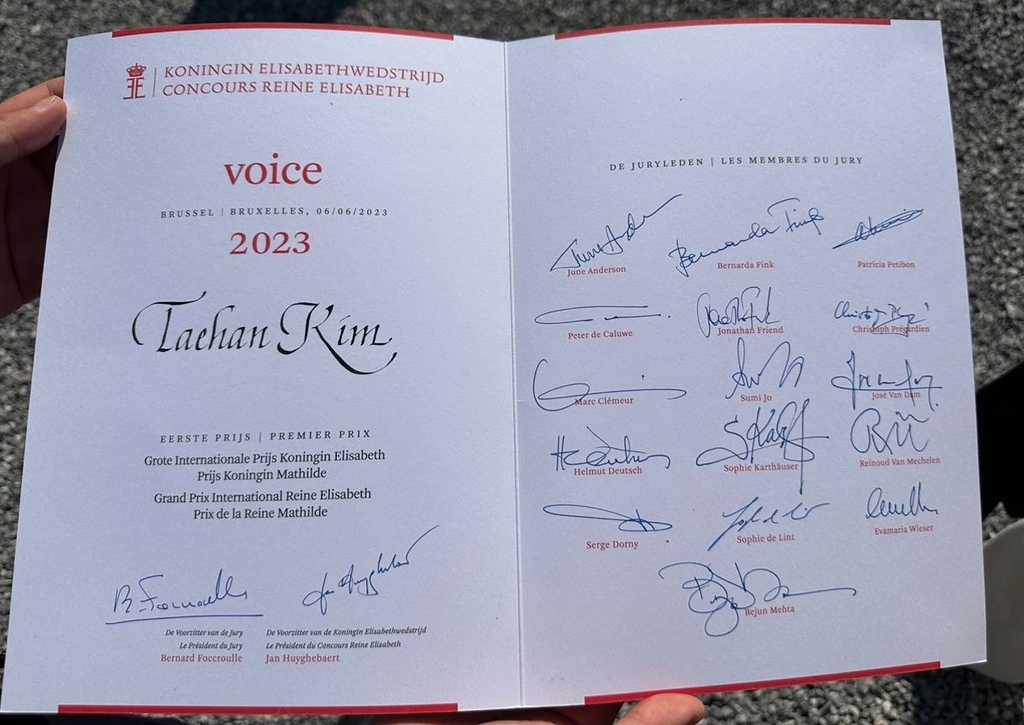 KONINGIN ELISABETHWEDSTRIJD
CONCOURS REINE ELISABETH
voice
BRUSSEL | BRUXELLES, 06/06/2023
2023
Taehan Kim
EERSTE PRIJS | PREMIER PRIX
Grote Internationale Prijs Koningin Elisabeth
Prijs Koningin Mathilde
Grand Prix International Reine Elisabeth
Prix de la Reine Mathilde
B. Foccroulle
De Voorzitter van de Jury
Le Président du Jury
Bernard Foccroulle
De Voorzitter van de Koningin Elisabethwedstrijd
Le Président du Concours Reine Elisabeth
Jan Huyghebaert
DE JURYLEDEN | LES MEMBRES DU JURY
June Anderson
Bernarda Fink
June Anderson
Bernarda Fink
Patricia Petibon
Peter de Caluwe
Jonathan Friend
Christoph Prégardien
Marc Clémeur
Sumi Jo
José Van Dam
Helmut Deutsch
Sophie Karthäuser
Reinoud Van Mechelen
Serge Dorny
Sophie de Lint
Evamaria Wieser
Bejun Mehta